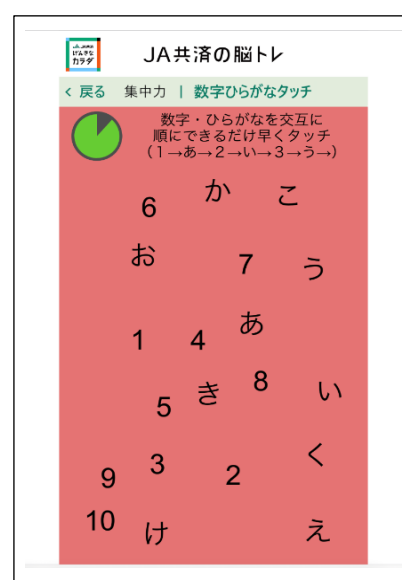 JA共済の脳トレ
げんきな
カラダ
< 戻る 集中力 | 数字ひらがなタッチ
数字・ひらがなを交互に
順にできるだけ早くタッチ
(1→あ→2→い→3→う→)
6 か こ
お 7 う
1 4 あ
5 き 8 い
9 3 2 く
10 け え